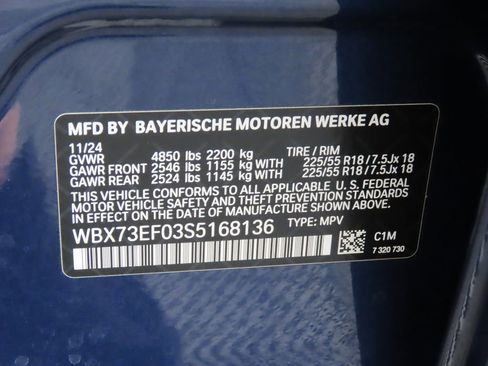 MFD BY BAYERISCHE MOTOREN WERKE AG
11/24 TIRE / RIM
GVWR 4850 lbs 2200 kg
GAWR FRONT 2546 lbs 1155 kg WITH 225/55 R18 / 7.5Jx 18
GAWR REAR 2524 lbs 1145 kg WITH 225/55 R18 / 7.5Jx 18
THIS VEHICLE CONFORMS TO ALL APPLICABLE U.S. FEDERAL
MOTOR VEHICLE SAFETY AND THEFT PREVENTION STANDARDS
IN EFFECT ON THE DATE OF MANUFACTURE SHOWN ABOVE.
WBX73EF03S5168136 TYPE: MPV
C1M
7 320 730